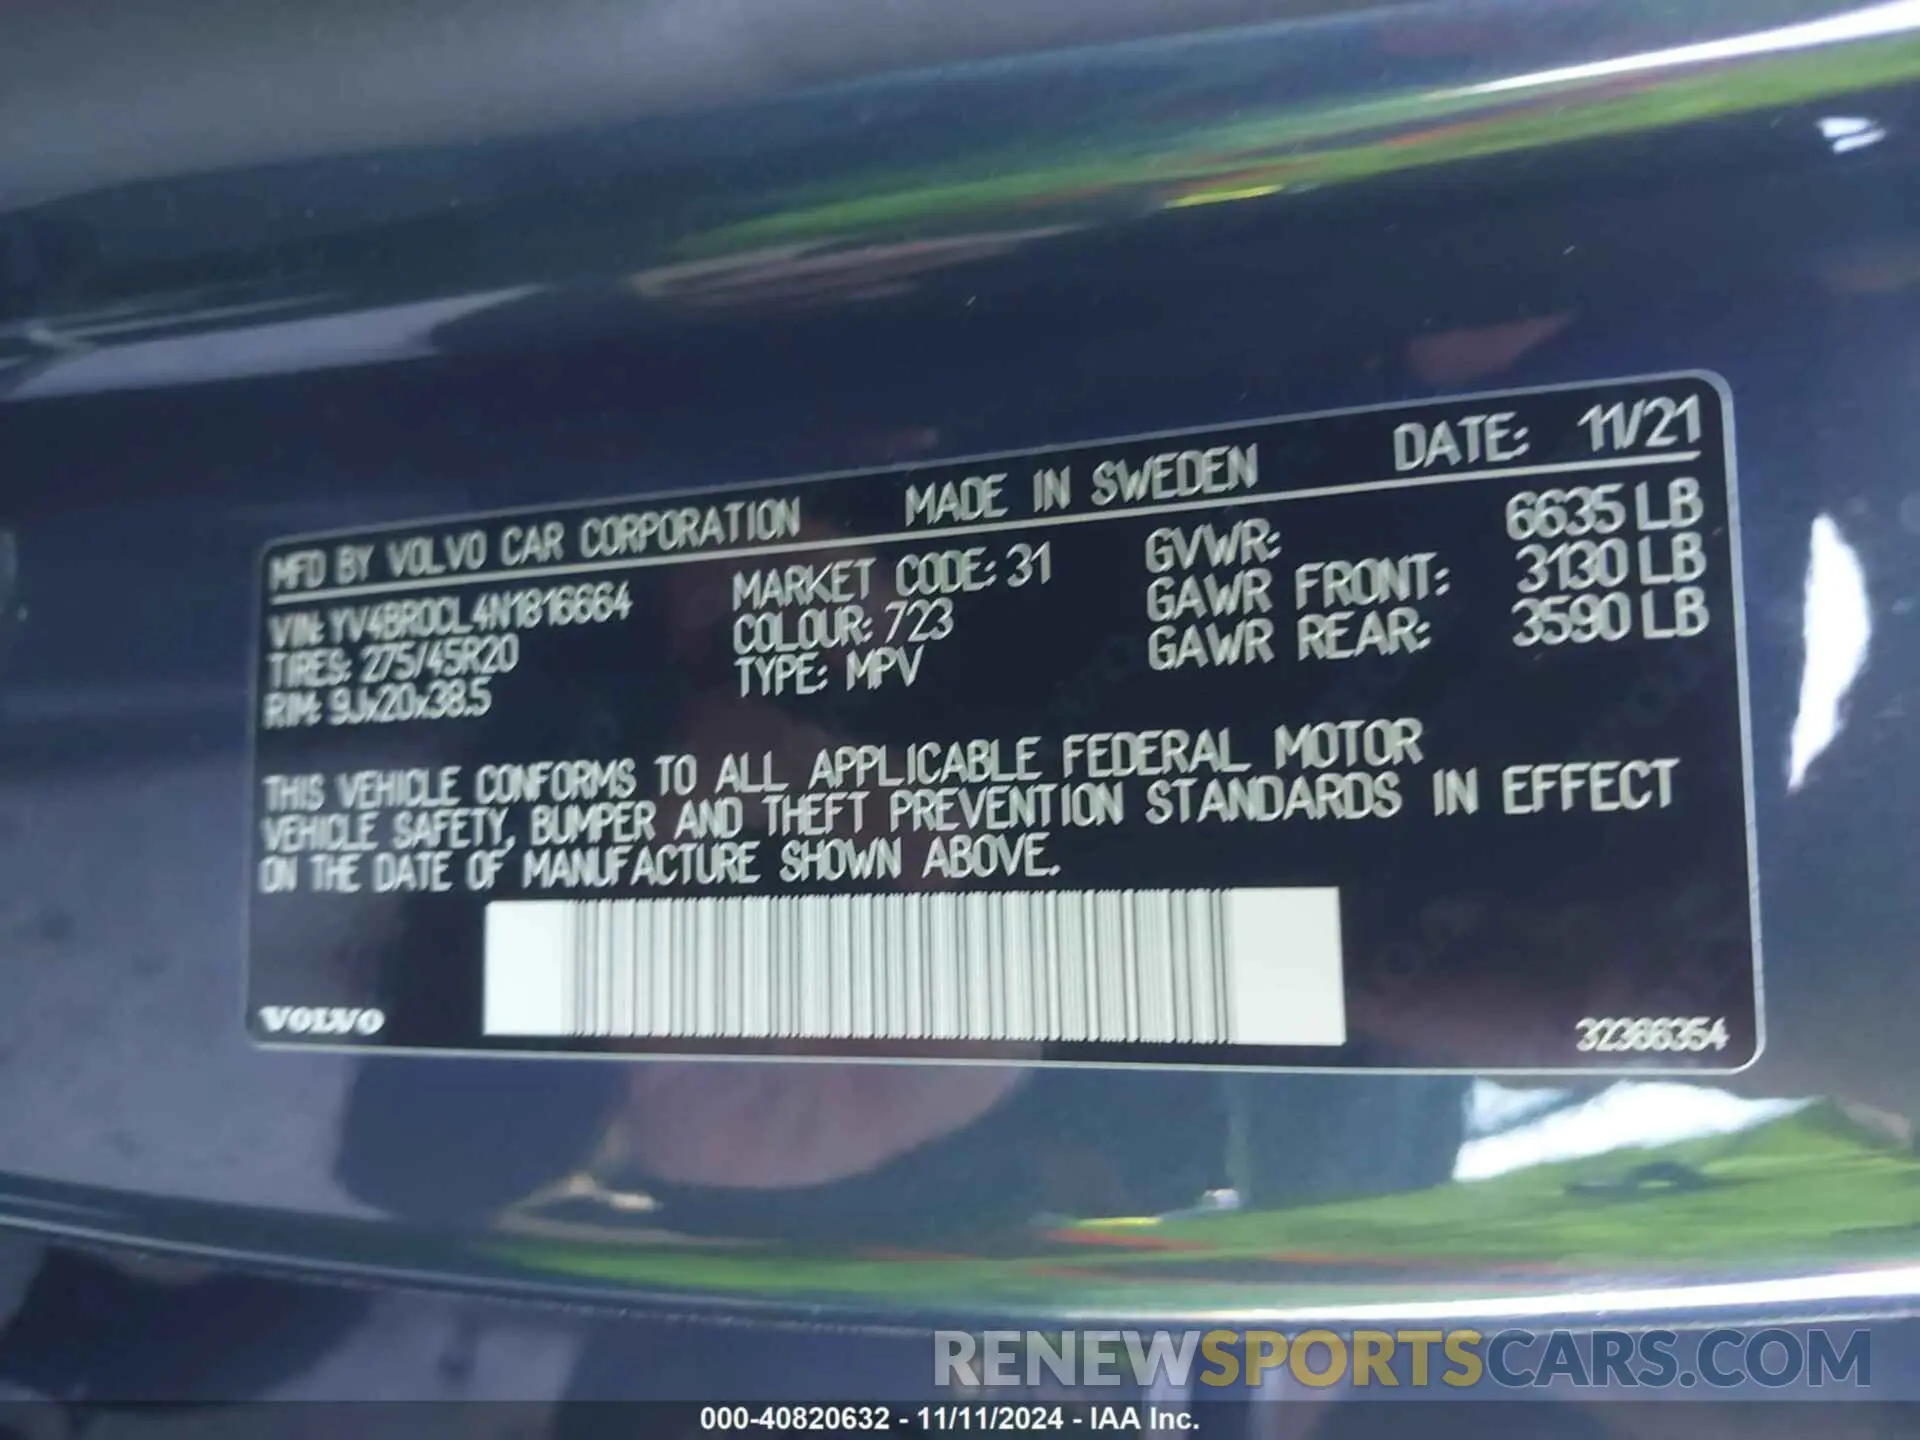 MFD BY VOLVO CAR CORPORATION MADE IN SWEDEN DATE: 11/21
VIN: YV4BR0CL4N1816664 MARKET CODE: 31 GVWR: 6635 LB
TIRES: 275/45R20 COLOUR: 723 GAWR FRONT: 3130 LB
RIM: 9Jx20x38.5 TYPE: MPV GAWR REAR: 3590 LB
THIS VEHICLE CONFORMS TO ALL APPLICABLE FEDERAL MOTOR
VEHICLE SAFETY, BUMPER AND THEFT PREVENTION STANDARDS IN EFFECT
ON THE DATE OF MANUFACTURE SHOWN ABOVE.
VOLVO 32386354
RENEWSPORTSCARS.COM
000-40820632 - 11/11/2024 - IAA Inc.